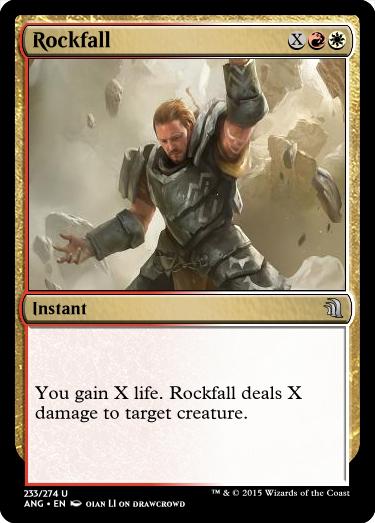 Rockfall X
Instant
You gain X life. Rockfall deals X
damage to target creature.
233/274 U
ANG • EN OIAN LI ON DRAWCROWD
™ & © 2015 Wizards of the Coast